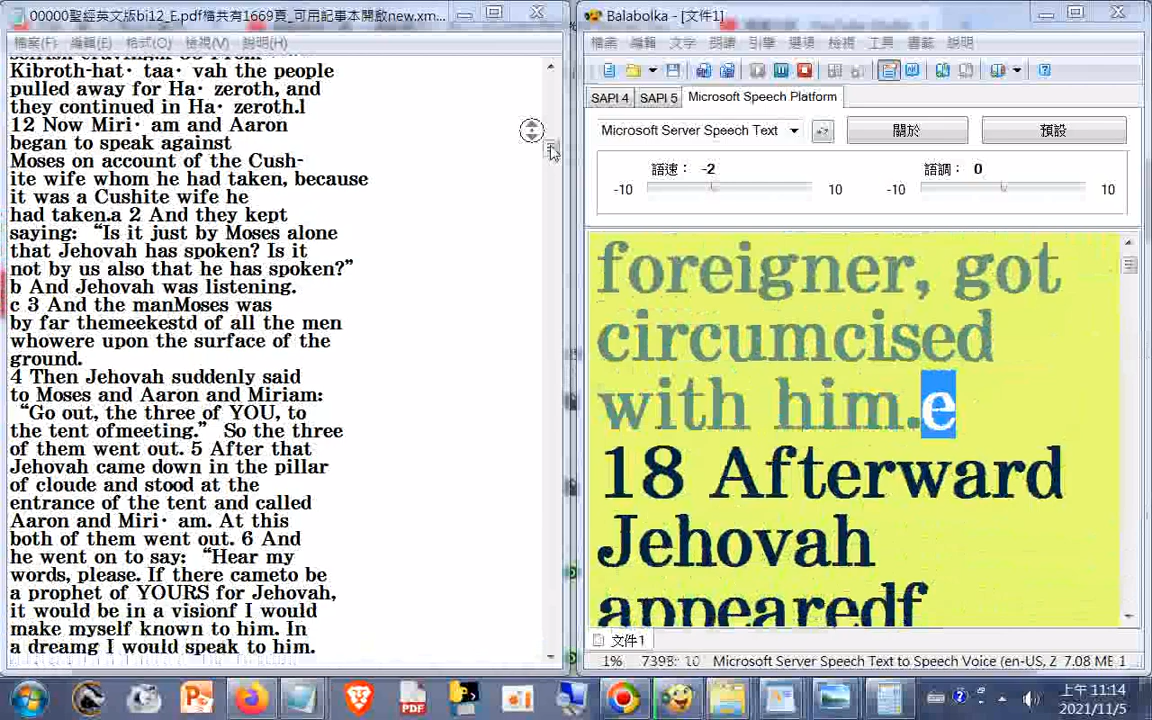 00000聖經英文版bi12_E.pdf檔共有1669頁_可用記事本開啟new.xm...
檔案(F) 編輯(E) 格式(O) 檢視(V) 說明(H)
Kibroth-hat· taa· vah the people
pulled away for Ha· zeroth, and
they continued in Ha· zeroth.l
12 Now Miri· am and Aaron
began to speak against
Moses on account of the Cush-
ite wife whom he had taken, because
it was a Cushite wife he
had taken.a 2 And they kept
saying: “Is it just by Moses alone
that Jehovah has spoken? Is it
not by us also that he has spoken?”
b And Jehovah was listening.
c 3 And the manMoses was
by far themeekestd of all the men
whowere upon the surface of the
ground.
4 Then Jehovah suddenly said
to Moses and Aaron and Miriam:
“Go out, the three of YOU, to
the tent ofmeeting.” So the three
of them went out. 5 After that
Jehovah came down in the pillar
of cloude and stood at the
entrance of the tent and called
Aaron and Miri· am. At this
both of them went out. 6 And
he went on to say: “Hear my
words, please. If there cameto be
a prophet of YOURS for Jehovah,
it would be in a visionf I would
make myself known to him. In
a dreamg I would speak to him.
Balabolka - [文件1]
檔案 編輯 文字 朗讀 引擎 選項 檢視 工具 書籤 說明
SAPI 4 SAPI 5 Microsoft Speech Platform
Microsoft Server Speech Text 關於 預設
語速： -2 語調： 0
-10 10 -10 10
foreigner, got
circumcised
with him.e
18 Afterward
Jehovah
appearedf
文件1
1% 7398: 10 Microsoft Server Speech Text to Speech Voice (en-US, Z 7.08 ME 1
PDF
上午 11:14
2021/11/5